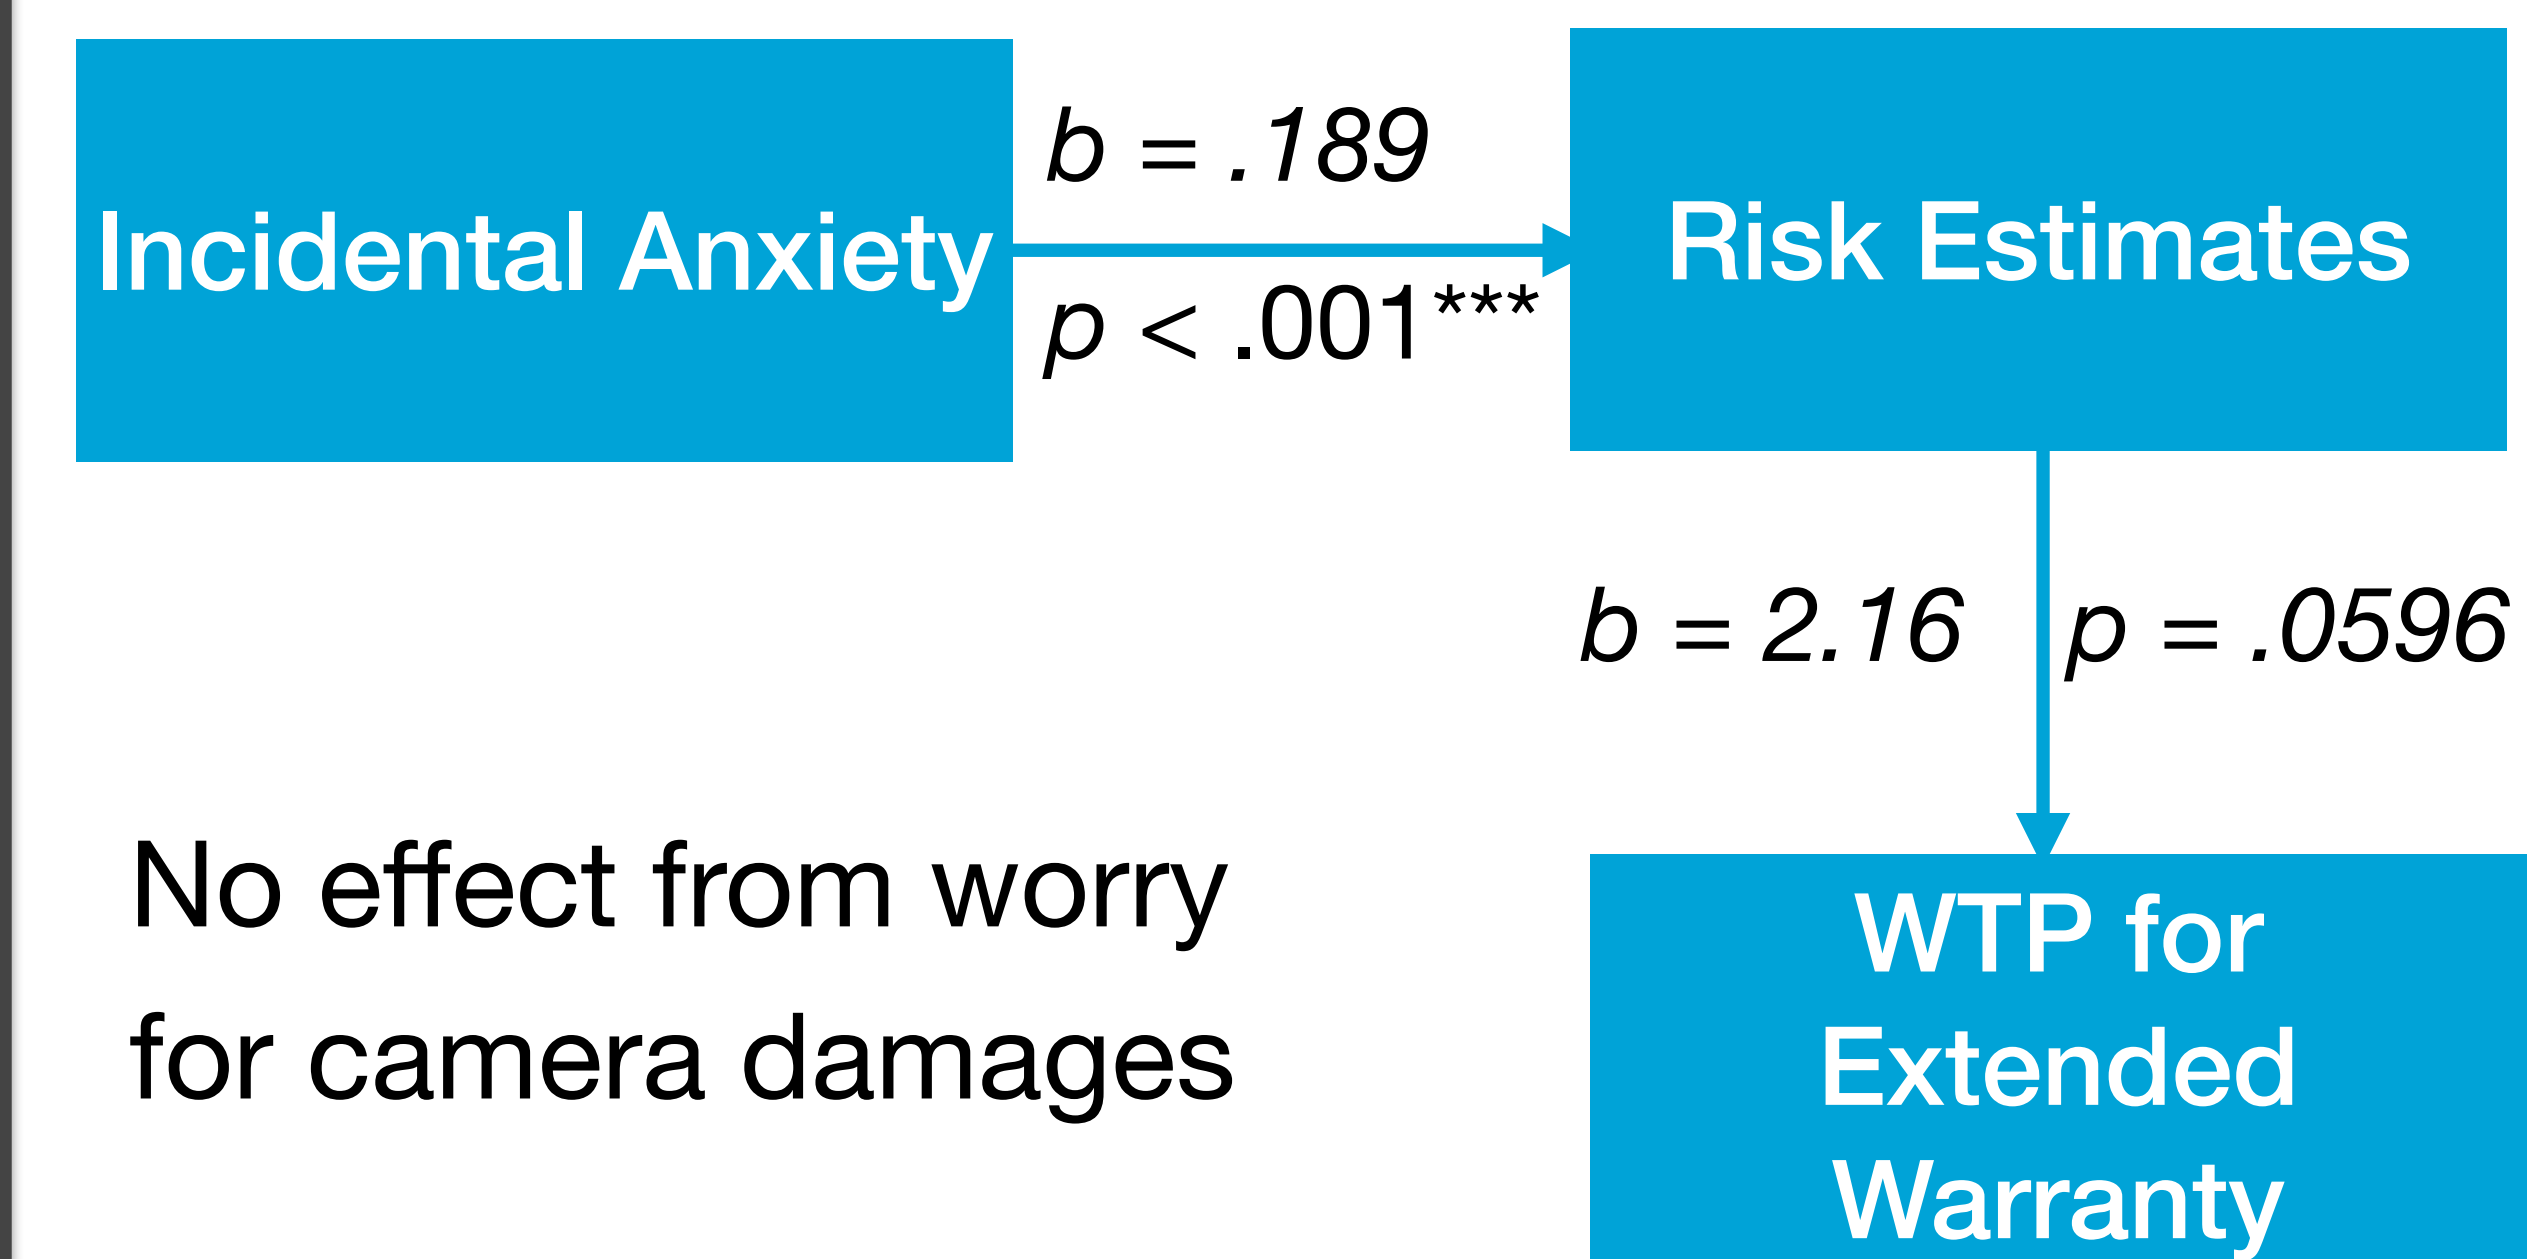 Incidental Anxiety
b = .189
p < .001***
Risk Estimates
b = 2.16
p = .0596
No effect from worry
for camera damages
WTP for
Extended
Warranty